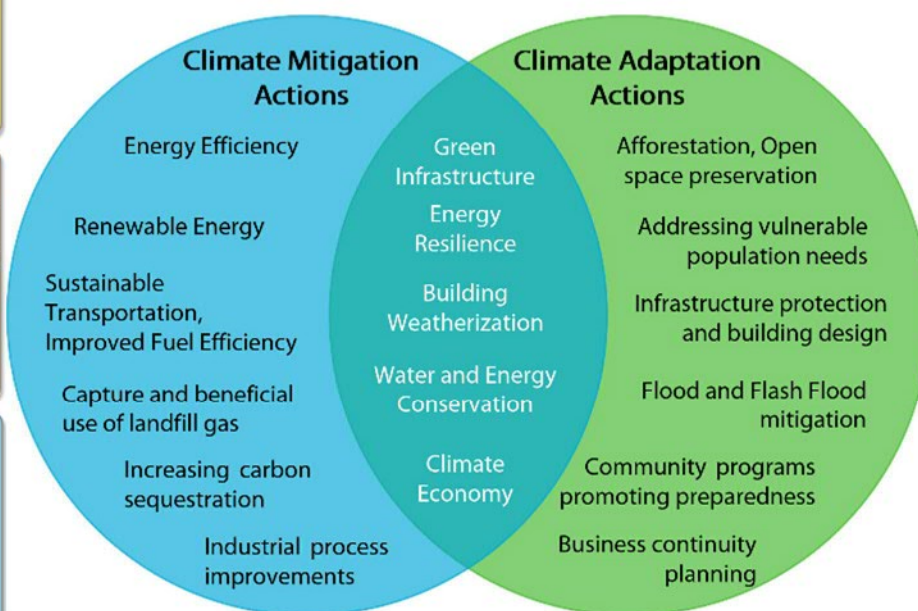 Climate Mitigation
Actions
Energy Efficiency
Renewable Energy
Sustainable
Transportation,
Improved Fuel Efficiency
Capture and beneficial
use of landfill gas
Increasing carbon
sequestration
Industrial process
improvements
Green
Infrastructure
Energy
Resilience
Building
Weatherization
Water and Energy
Conservation
Climate
Economy
Climate Adaptation
Actions
Afforestation, Open
space preservation
Addressing vulnerable
population needs
Infrastructure protection
and building design
Flood and Flash Flood
mitigation
Community programs
promoting preparedness
Business continuity
planning